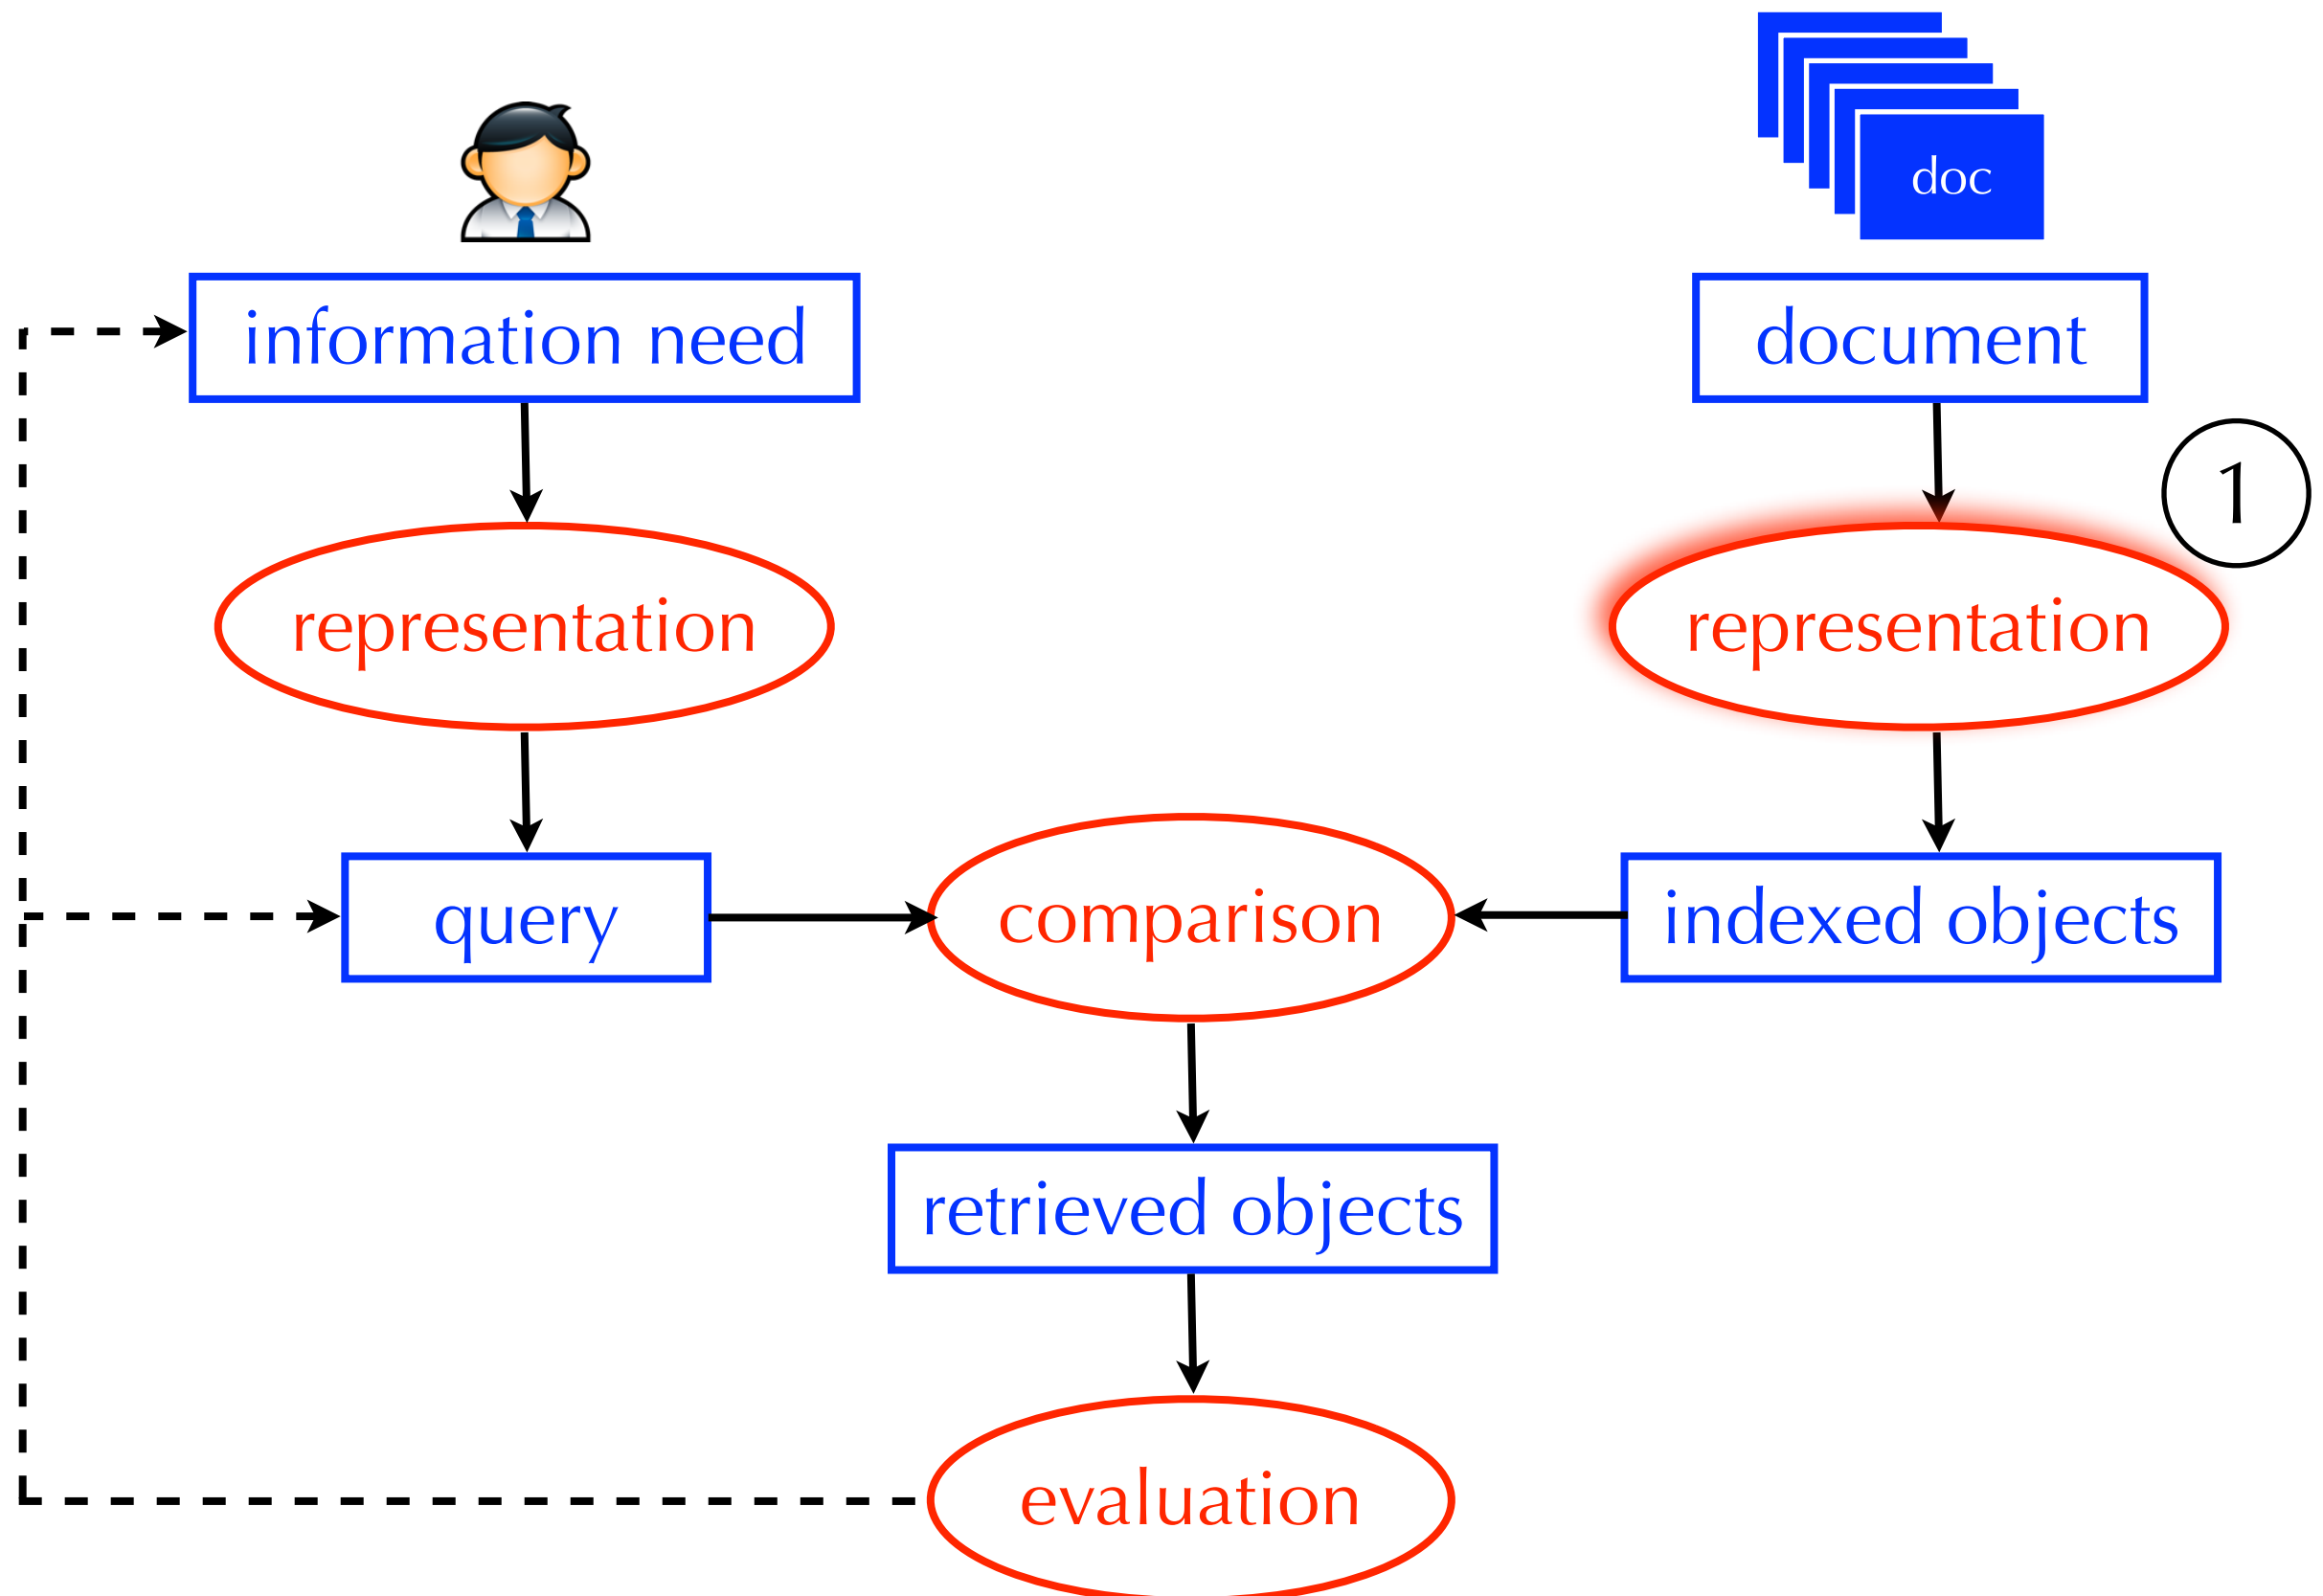 doc
information need
document
1
representation
representation
query
comparison
indexed objects
retrieved objects
evaluation